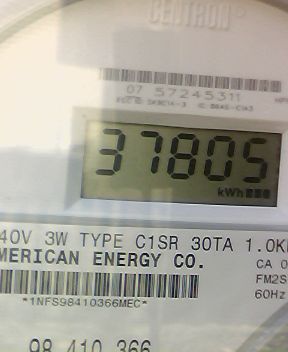 CENTRON®
07 57245311
37805
kWh
40V 3W TYPE C1SR 30TA 1.0K
MERICAN ENERGY CO.
CA 0
FM2S
*1NFS98410366MEC*
60Hz
98 410 366